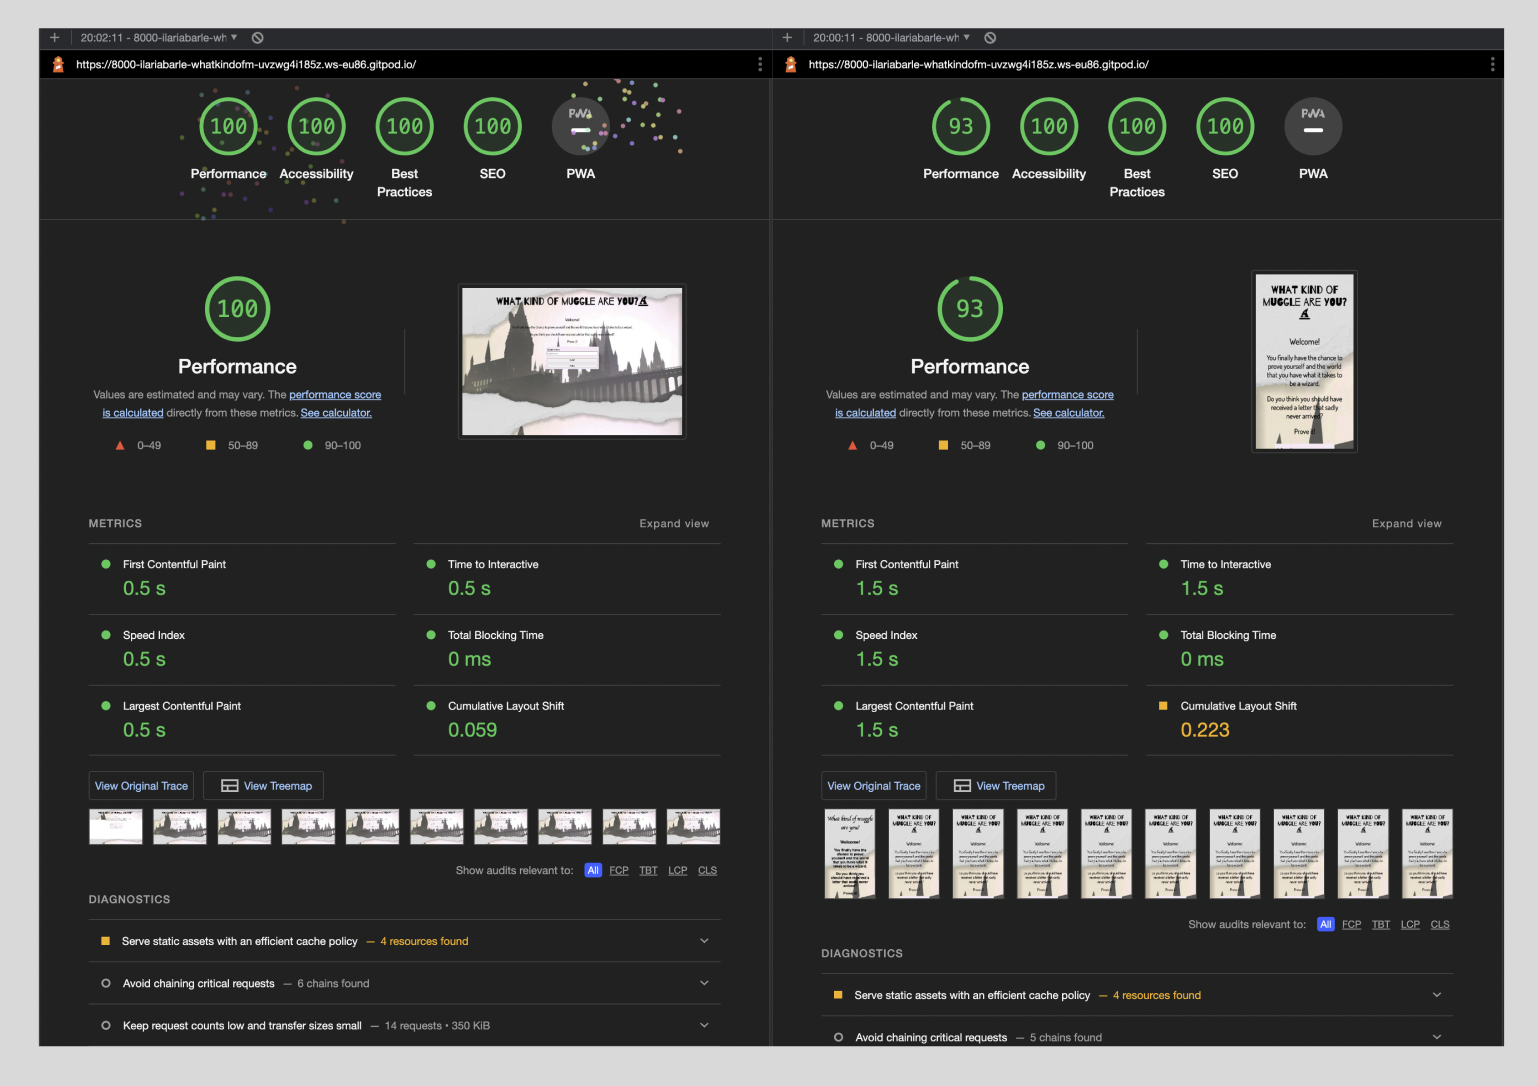 20:02:11 - 8000-ilariabarle-wh
https://8000-ilariabarle-whatkindofm-uvzwg4i185z.ws-eu86.gitpod.io/
100
100
100
100
PWA
Performance
Accessibility
Best
Practices
SEO
PWA
100
Performance
Values are estimated and may vary. The performance score
is calculated directly from these metrics. See calculator.
0–49
50–89
90–100
WHAT KIND OF MUGGLE ARE YOU?
Welcome!
METRICS
Expand view
First Contentful Paint
0.5 s
Time to Interactive
0.5 s
Speed Index
0.5 s
Total Blocking Time
0 ms
Largest Contentful Paint
0.5 s
Cumulative Layout Shift
0.059
View Original Trace
View Treemap
Show audits relevant to: All FCP TBT LCP CLS
DIAGNOSTICS
Serve static assets with an efficient cache policy — 4 resources found
Avoid chaining critical requests — 6 chains found
Keep request counts low and transfer sizes small — 14 requests • 350 KiB
20:00:11 - 8000-ilariabarle-wh
https://8000-ilariabarle-whatkindofm-uvzwg4i185z.ws-eu86.gitpod.io/
93
100
100
100
PWA
Performance
Accessibility
Best
Practices
SEO
PWA
93
Performance
Values are estimated and may vary. The performance score
is calculated directly from these metrics. See calculator.
0–49
50–89
90–100
WHAT KIND OF
MUGGLE ARE YOU?
Welcome!
You finally have the chance to
prove yourself and the world
that you have what it takes to
be a wizard.
Do you think you should have
received a letter that sadly
never arrived?
Prove it!
METRICS
Expand view
First Contentful Paint
1.5 s
Time to Interactive
1.5 s
Speed Index
1.5 s
Total Blocking Time
0 ms
Largest Contentful Paint
1.5 s
Cumulative Layout Shift
0.223
View Original Trace
View Treemap
What kind of muggle
are you?
Welcome!
Show audits relevant to: All FCP TBT LCP CLS
DIAGNOSTICS
Serve static assets with an efficient cache policy — 4 resources found
Avoid chaining critical requests — 5 chains found